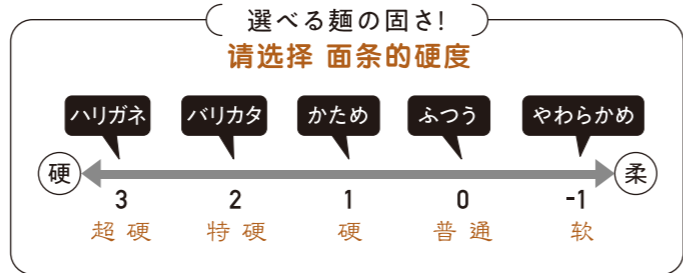 選べる麺の固さ!
请选择 面条的硬度
ハリガネ バリカタ かため ふつう やわらかめ
硬 柔
3 2 1 0 -1
超硬 特硬 硬 普通 软